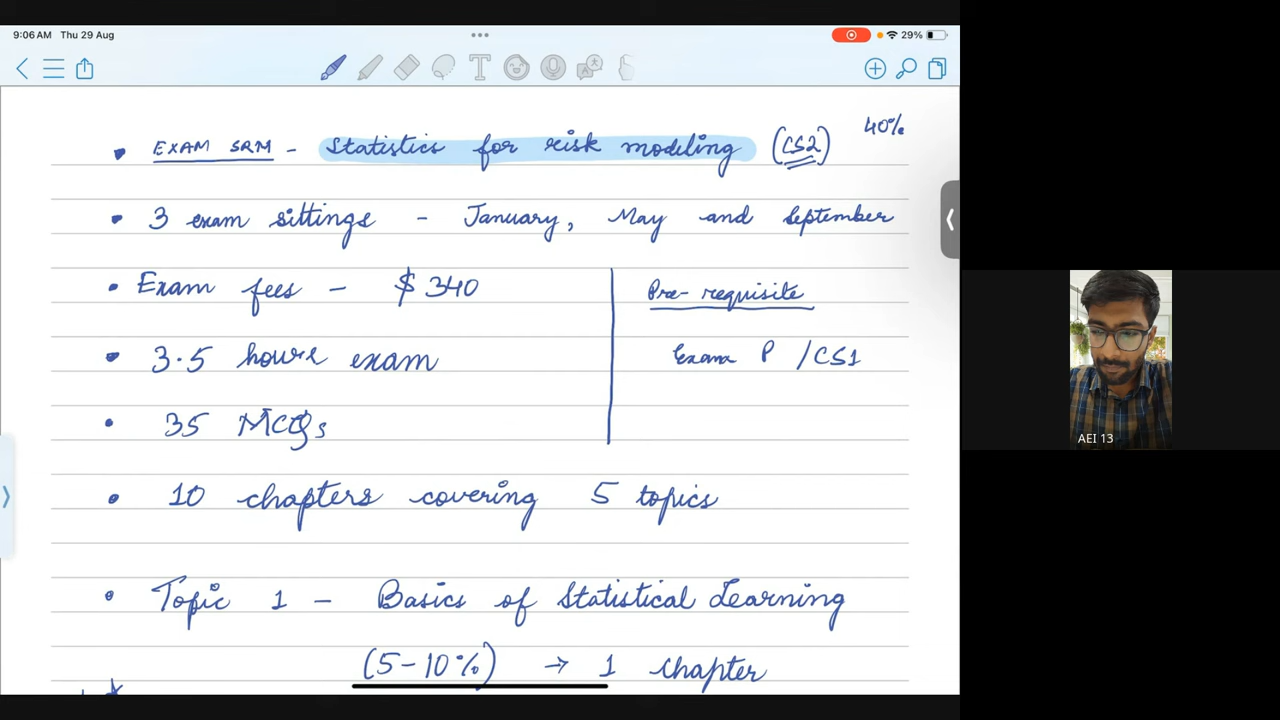 9:06 AM Thu 29 Aug
29%
EXAM SRM - Statistics for risk modeling (CS2) 40%
3 exam sittings - January, May and September
Exam fees - $340
Pre-requisite
3.5 hours exam
Exam P /CS1
35 MCQs
10 chapters covering 5 topics
Topic 1 - Basics of Statistical Learning
(5-10%) → 1 chapter
AEI 13